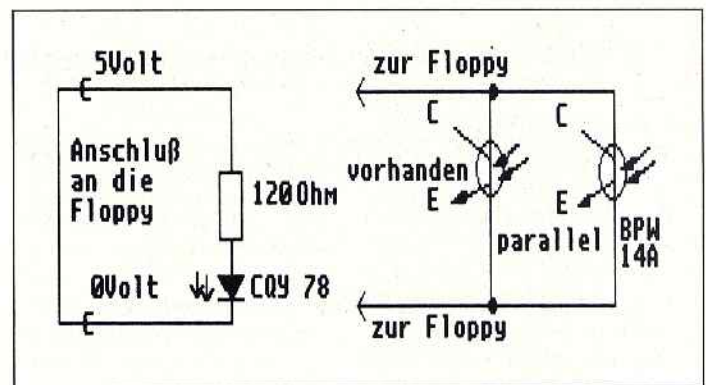 5Volt
Anschluß
an die
Floppy
120Ohm
0Volt
CQY 78
zur Floppy
C
C
vorhanden
E
E
parallel
BPW
14A
zur Floppy